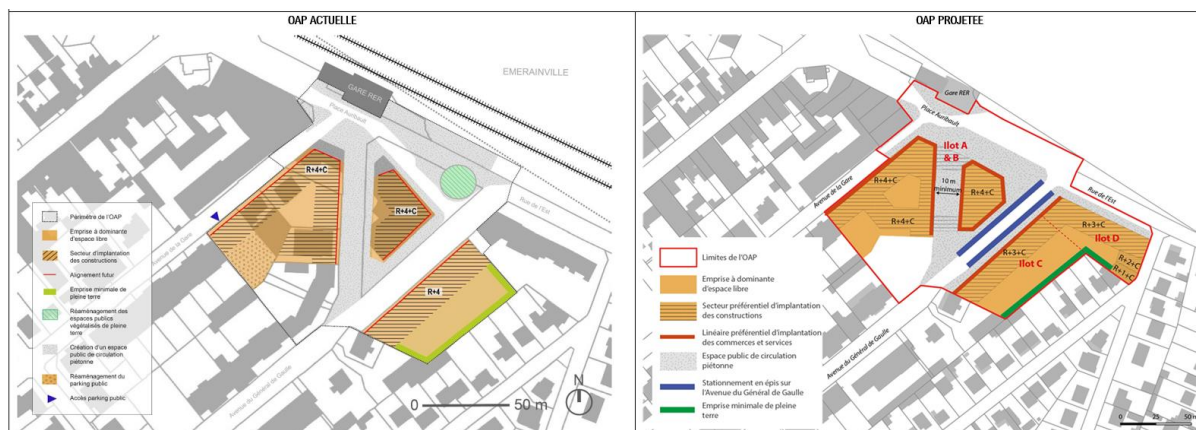 OAP ACTUELLE
EMERAINVILLE
GARE RER
Place Auribault
R+4+C
R+4+C
Rue de l'Est
Avenue de la Gare
R+4
Avenue du Général de Gaulle
Périmètre de l'OAP
Emprise à dominante
d'espace libre
Secteur d'implantation
des constructions
Alignement futur
Emprise minimale de
pleine terre
Réaménagement des
espaces publics
végétalisés de pleine
terre
Création d'un espace
public de circulation
piétonne
Réaménagement du
parking public
Accès parking public
0
50 m
N
OAP PROJETEE
Gare RER
Place Auribault
Ilot A
& B
Avenue de la Gare
R+4+C
10 m
minimum
R+4+C
R+4+C
Rue de l'Est
R+3+C
Ilot D
R+3+C
Ilot C
R+2+C
R+1+C
Avenue du Général de Gaulle
Limites de l'OAP
Emprise à dominante
d'espace libre
Secteur préférentiel d'implantation
des constructions
Linéaire préférentiel d'implantation
des commerces et services
Espace public de circulation
piétonne
Stationnement en épis sur
l'Avenue du Général de Gaulle
Emprise minimale de pleine
terre
0
25
50 m